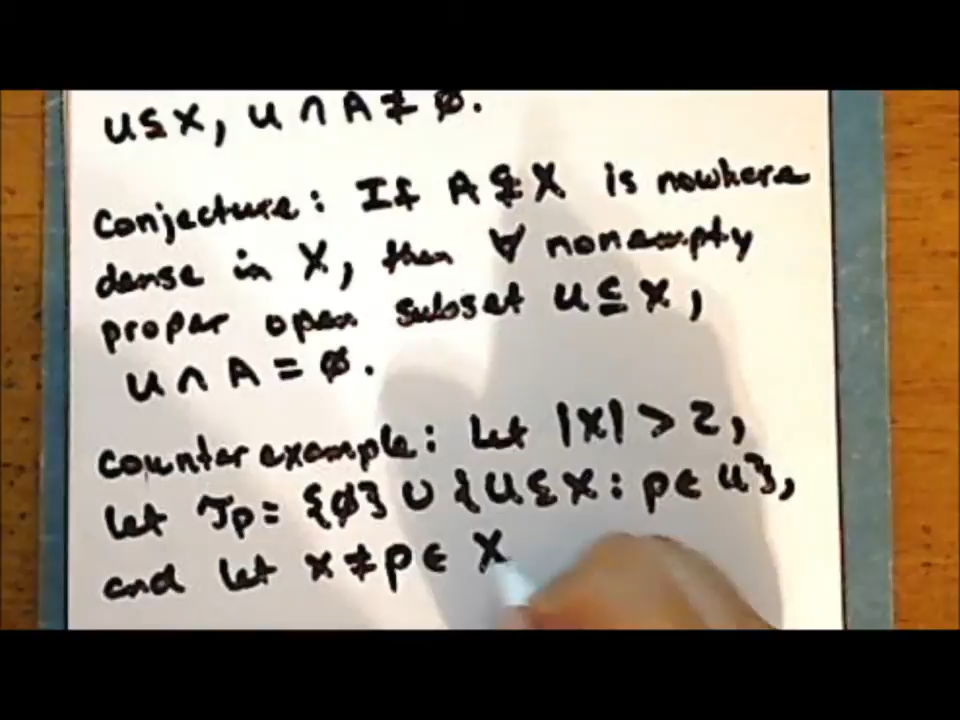 U⊆X, U ∩ A ≠ ∅.
Conjecture: If A ⊊ X is nowhere
dense in X, then ∀ nonempty
proper open subset U ⊆ X,
U ∩ A = ∅.
Counterexample: Let |X| > 2,
let 𝒯p = {∅} ∪ {U⊆X : p∈U},
and let x≠p∈ X